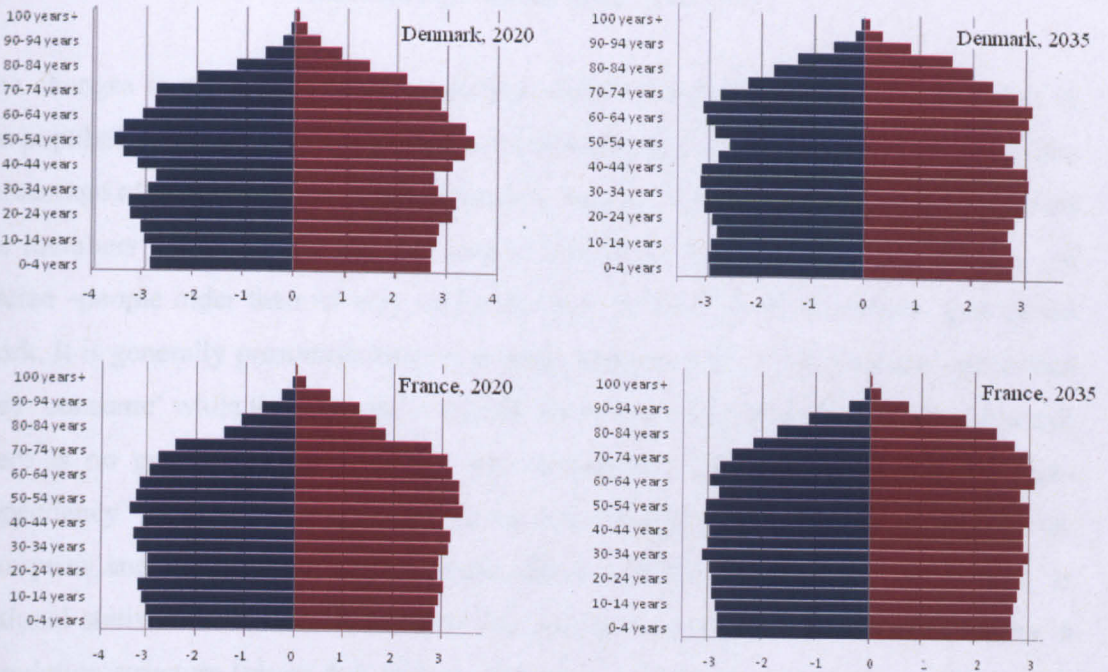 Denmark, 2020
100 years+
90-94 years
80-84 years
70-74 years
60-64 years
50-54 years
40-44 years
30-34 years
20-24 years
10-14 years
0-4 years
-4 -3 -2 -1 0 1 2 3 4
Denmark, 2035
100 years+
90-94 years
80-84 years
70-74 years
60-64 years
50-54 years
40-44 years
30-34 years
20-24 years
10-14 years
0-4 years
-3 -2 -1 0 1 2 3
France, 2020
100 years+
90-94 years
80-84 years
70-74 years
60-64 years
50-54 years
40-44 years
30-34 years
20-24 years
10-14 years
0-4 years
-4 -3 -2 -1 0 1 2 3
France, 2035
100 years+
90-94 years
80-84 years
70-74 years
60-64 years
50-54 years
40-44 years
30-34 years
20-24 years
10-14 years
0-4 years
-3 -2 -1 0 1 2 3